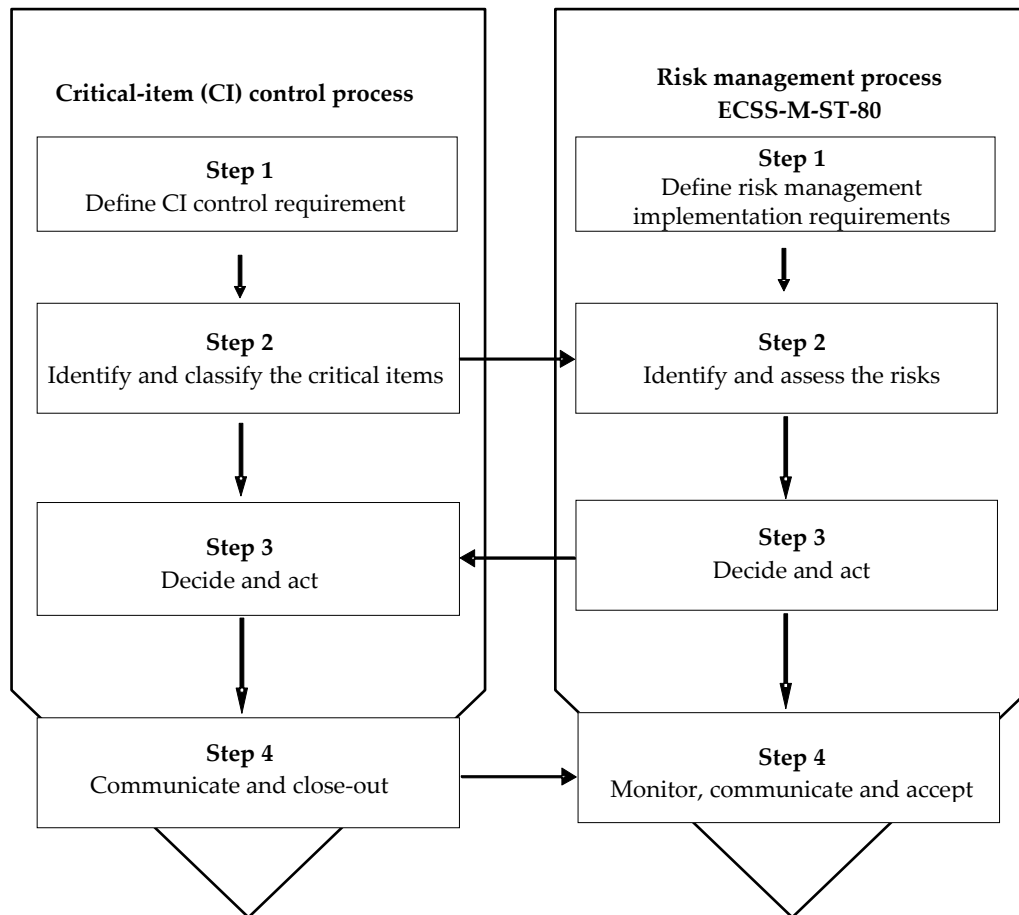 Critical-item (CI) control process
Step 1
Define CI control requirement
Step 2
Identify and classify the critical items
Step 3
Decide and act
Step 4
Communicate and close-out
Risk management process
ECSS-M-ST-80
Step 1
Define risk management
implementation requirements
Step 2
Identify and assess the risks
Step 3
Decide and act
Step 4
Monitor, communicate and accept